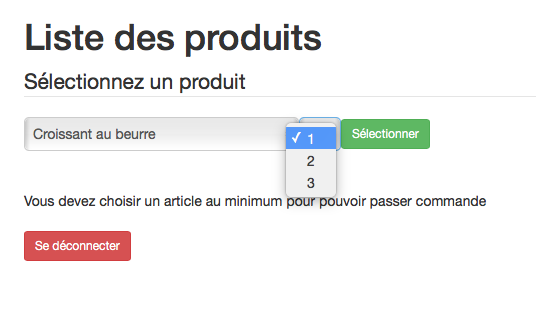 Liste des produits
Sélectionnez un produit
Croissant au beurre
✓ 1
2
3
Sélectionner
Vous devez choisir un article au minimum pour pouvoir passer commande
Se déconnecter